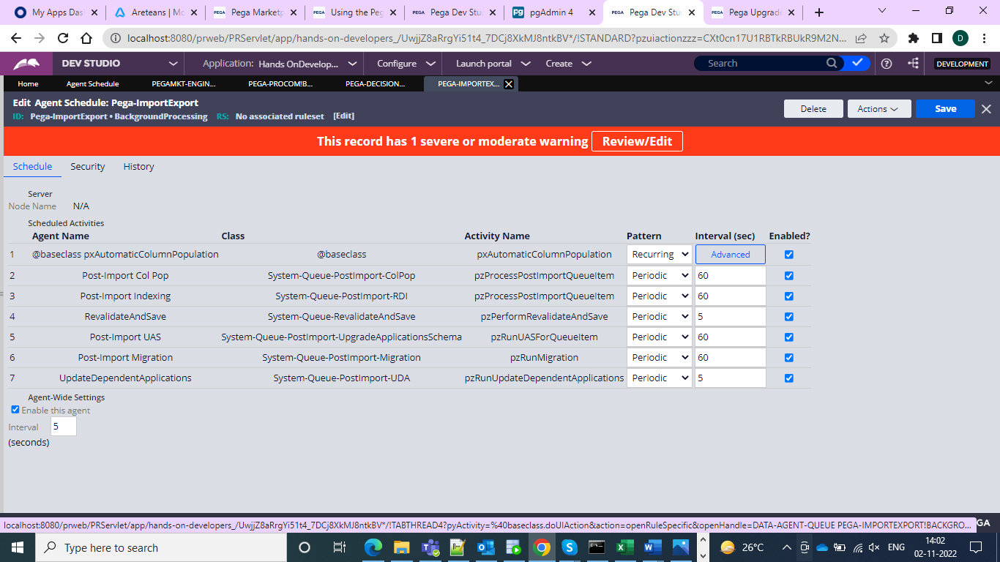 My Apps Das
Areteans | Mo
Pega Marketp
Using the Peg
Pega Dev Stu
pgAdmin 4
Pega Dev Stu
Pega Upgrade
localhost:8080/prweb/PRServlet/app/hands-on-developers_/UwjjZ8aRrgYi51t4_7DCj8XkMJ8ntkBV*/!STANDARD?pzuiactionzzz=CXt0cn17U1RBTkRBUkR9M2N...
D
DEV STUDIO
Application: Hands OnDevelop...
Configure
Launch portal
Create
Search
DEVELOPMENT
Home
Agent Schedule
PEGAMKT-ENGIN...
PEGA-PROCOM!B...
PEGA-DECISION...
PEGA-IMPORTEX...
Edit Agent Schedule: Pega-ImportExport
ID: Pega-ImportExport • BackgroundProcessing RS: No associated ruleset [Edit]
Delete
Actions
Save
This record has 1 severe or moderate warning Review/Edit
Schedule Security History
Server
Node Name N/A
Scheduled Activities
Agent Name Class Activity Name Pattern Interval (sec) Enabled?
1 @baseclass pxAutomaticColumnPopulation @baseclass pxAutomaticColumnPopulation Recurring Advanced
2 Post-Import Col Pop System-Queue-PostImport-ColPop pzProcessPostImportQueueItem Periodic 60
3 Post-Import Indexing System-Queue-PostImport-RDI pzProcessPostImportQueueItem Periodic 60
4 RevalidateAndSave System-Queue-RevalidateAndSave pzPerformRevalidateAndSave Periodic 5
5 Post-Import UAS System-Queue-PostImport-UpgradeApplicationsSchema pzRunUASForQueueItem Periodic 60
6 Post-Import Migration System-Queue-PostImport-Migration pzRunMigration Periodic 60
7 UpdateDependentApplications System-Queue-PostImport-UDA pzRunUpdateDependentApplications Periodic 5
Agent-Wide Settings
Enable this agent
Interval 5
(seconds)
localhost:8080/prweb/PRServlet/app/hands-on-developers_/UwjjZ8aRrgYi51t4_7DCj8XkMJ8ntkBV*/!TABTHREAD4?pyActivity=%40baseclass.doUIAction&action=openRuleSpecific&openHandle=DATA-AGENT-QUEUE PEGA-IMPORTEXPORT!BACKGRO...
GA
Type here to search
26°C
ENG
14:02
02-11-2022